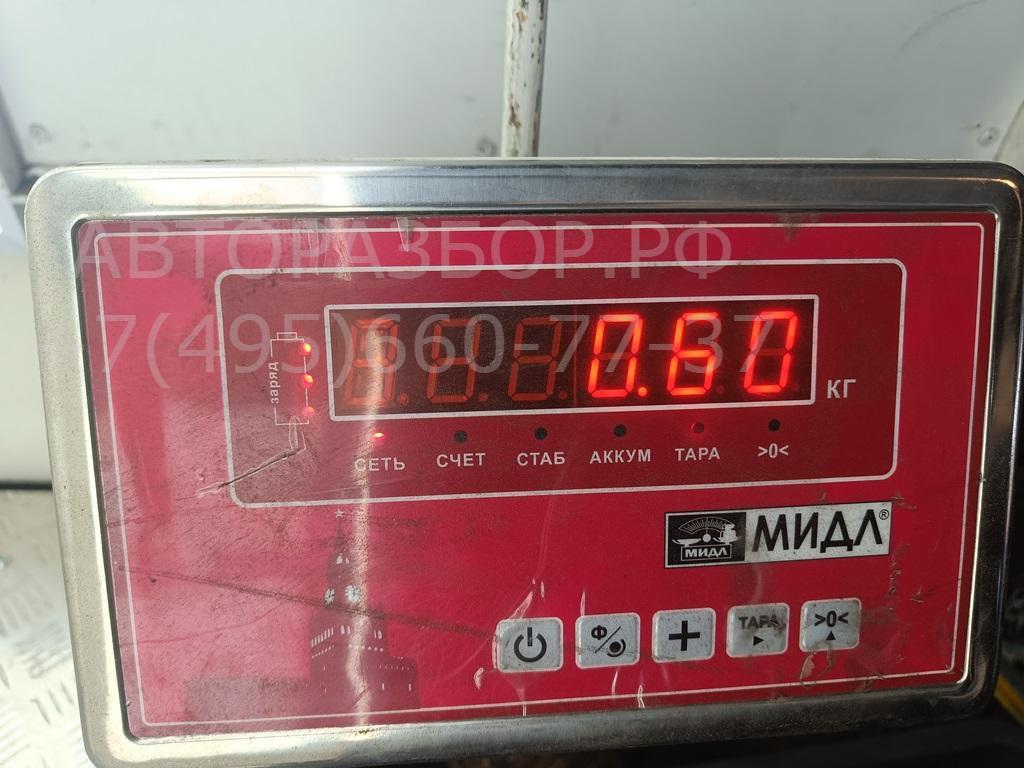 АВТОРАЗБОР.РФ
+7(495)660-77-37
заряд
0.60
КГ
СЕТЬ СЧЕТ СТАБ АККУМ ТАРА >0<
МИДЛ МИДЛ®
Ф
+
ТАРА
>0<